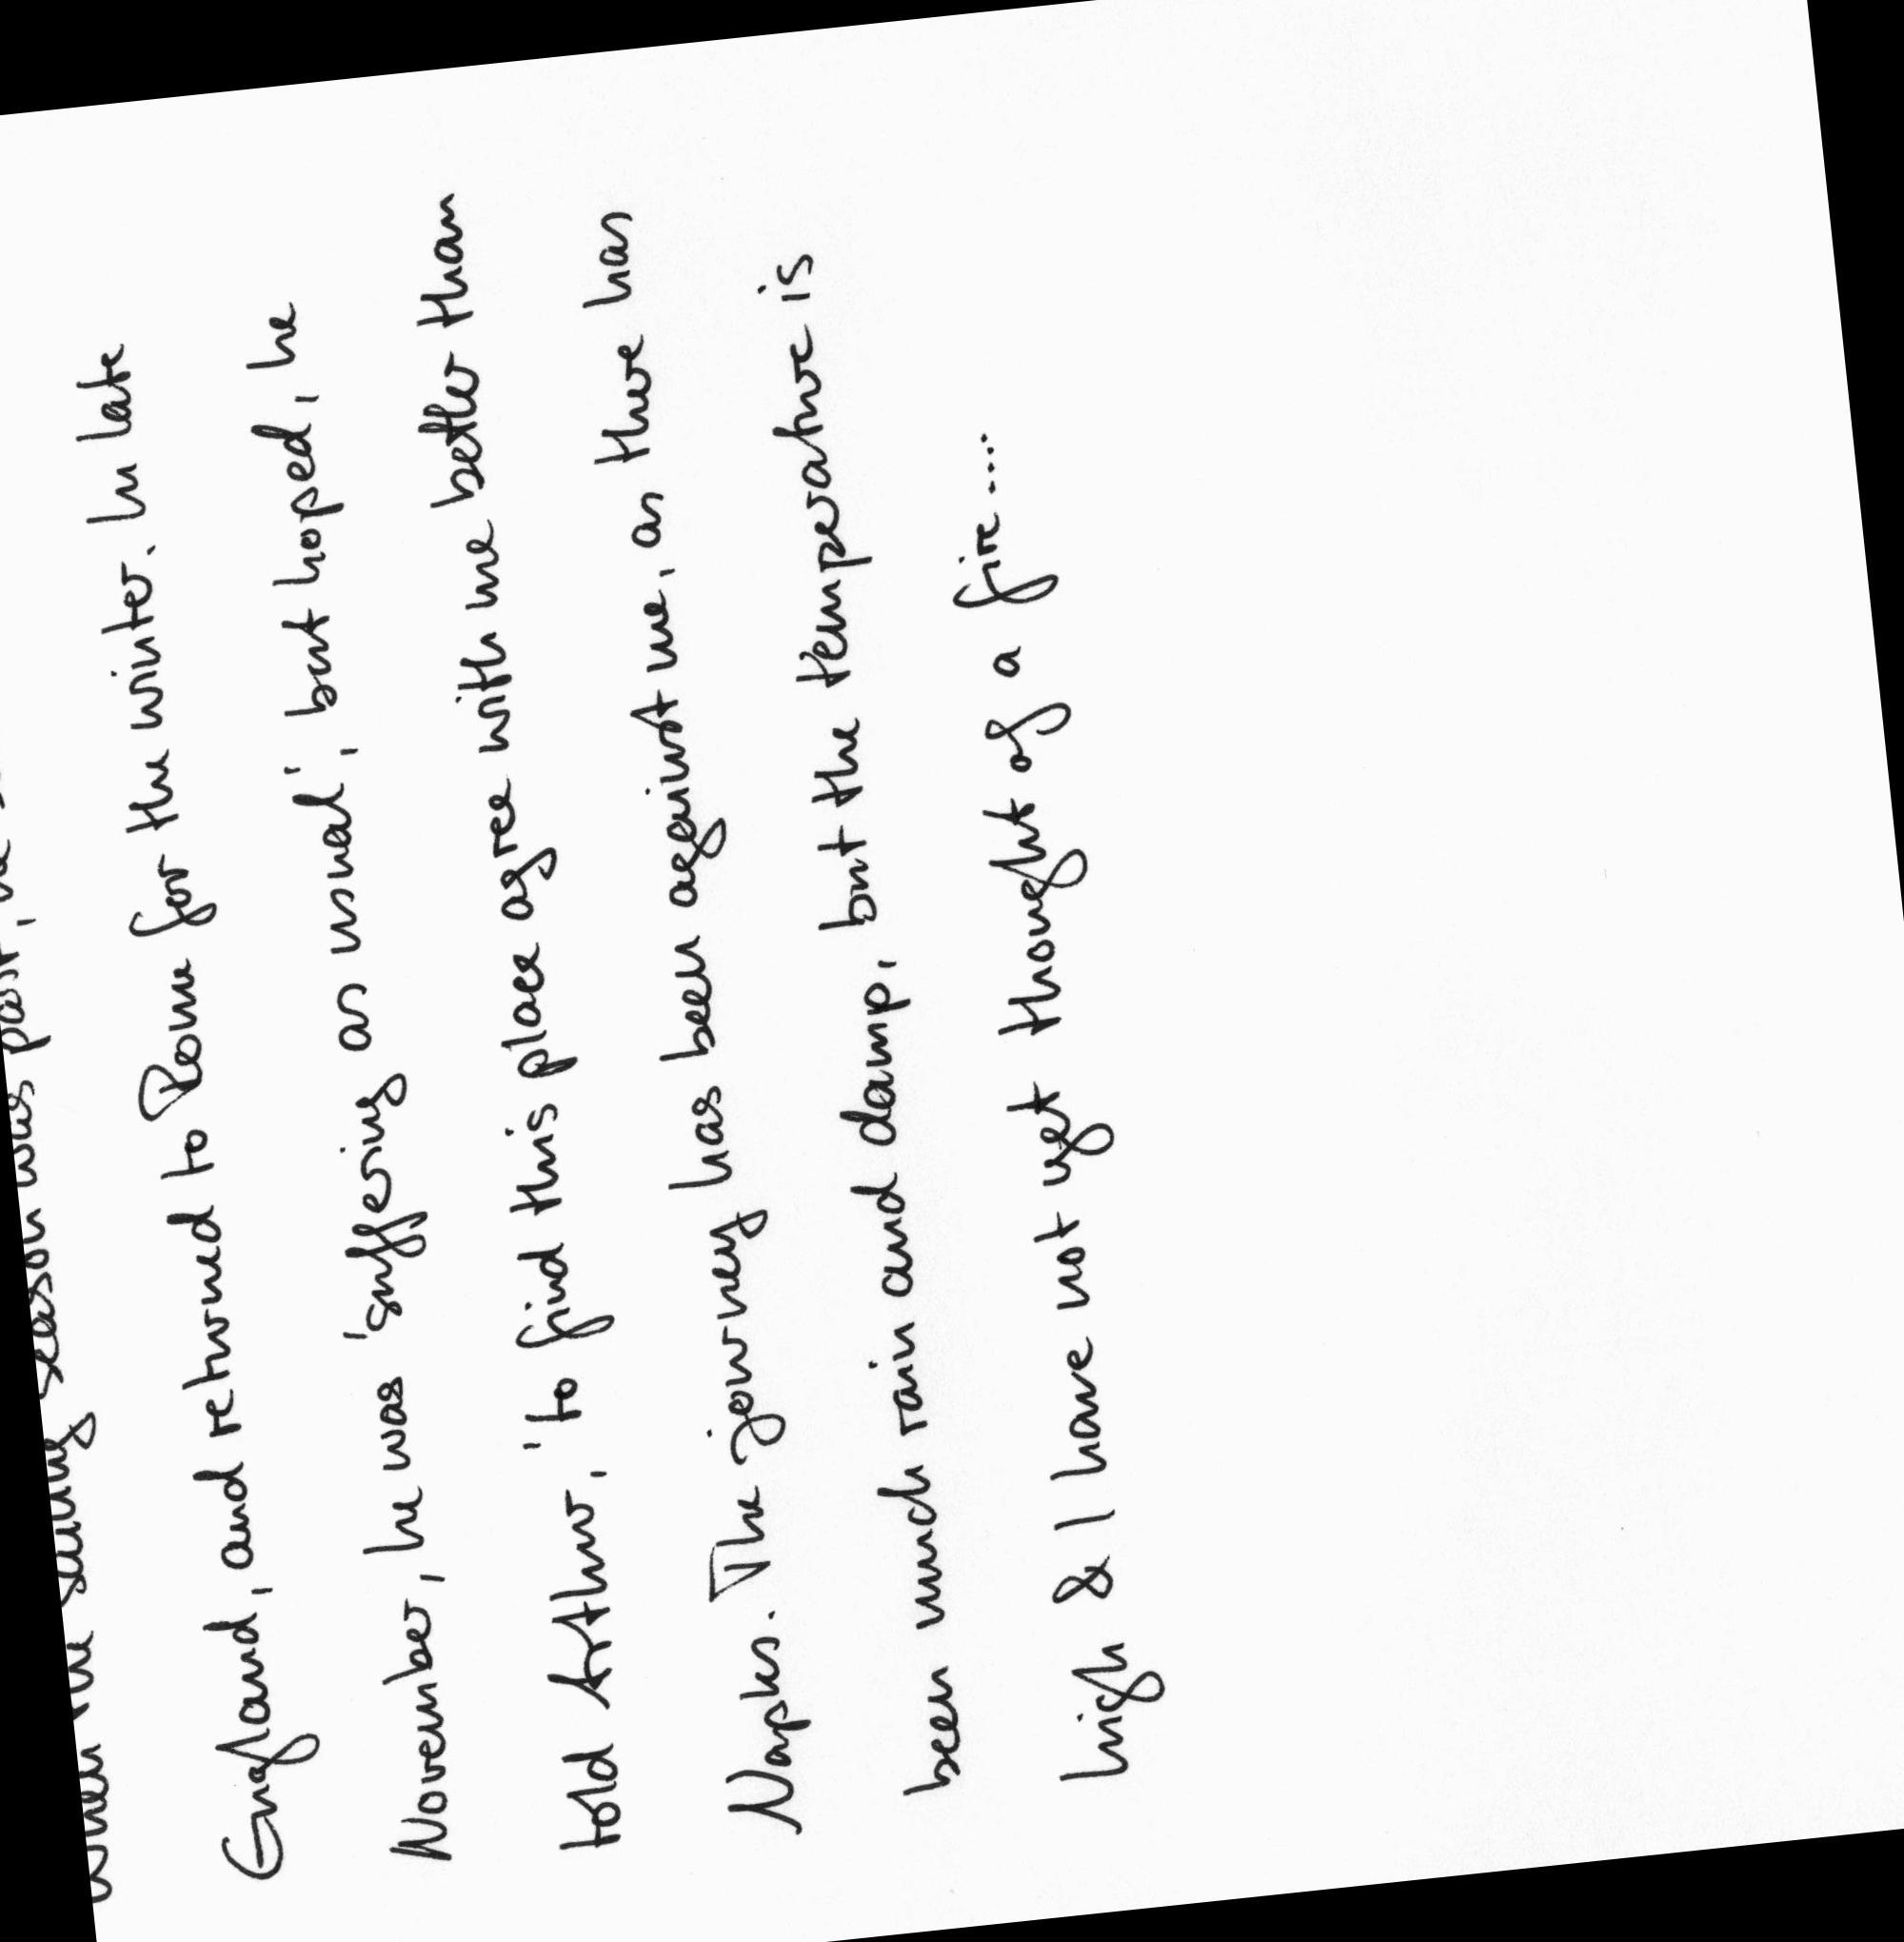 when the sailing season was past, he
England, and returned to Rome for the winter. In late
November, he was 'suffering as usual', but hoped, he
told Arthur, 'to find this place agree with me better than
Naples. The journey has been against me, as there has
been much rain and damp, but the temperature is
high & I have not yet thought of a fire....